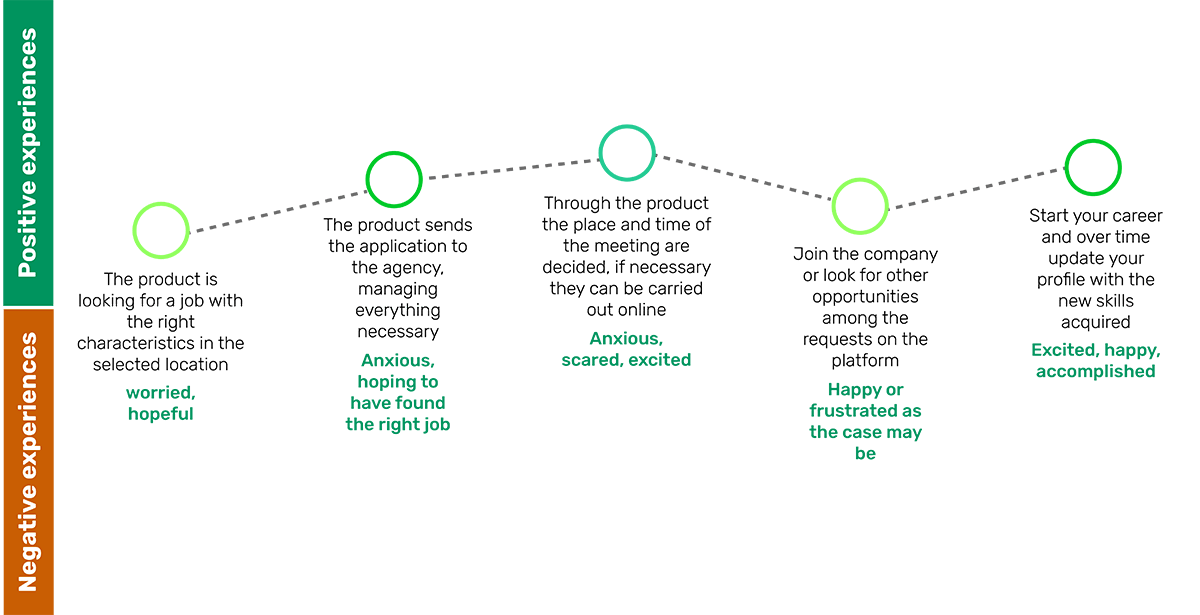 Positive experiences
Negative experiences
The product is
looking for a job with
the right
characteristics in the
selected location
worried,
hopeful
The product sends
the application to
the agency,
managing
everything
necessary
Anxious,
hoping to
have found
the right job
Through the product
the place and time of
the meeting are
decided, if necessary
they can be carried
out online
Anxious,
scared, excited
Join the company
or look for other
opportunities
among the
requests on the
platform
Happy or
frustrated as
the case may
be
Start your career
and over time
update your
profile with the
new skills
acquired
Excited, happy,
accomplished